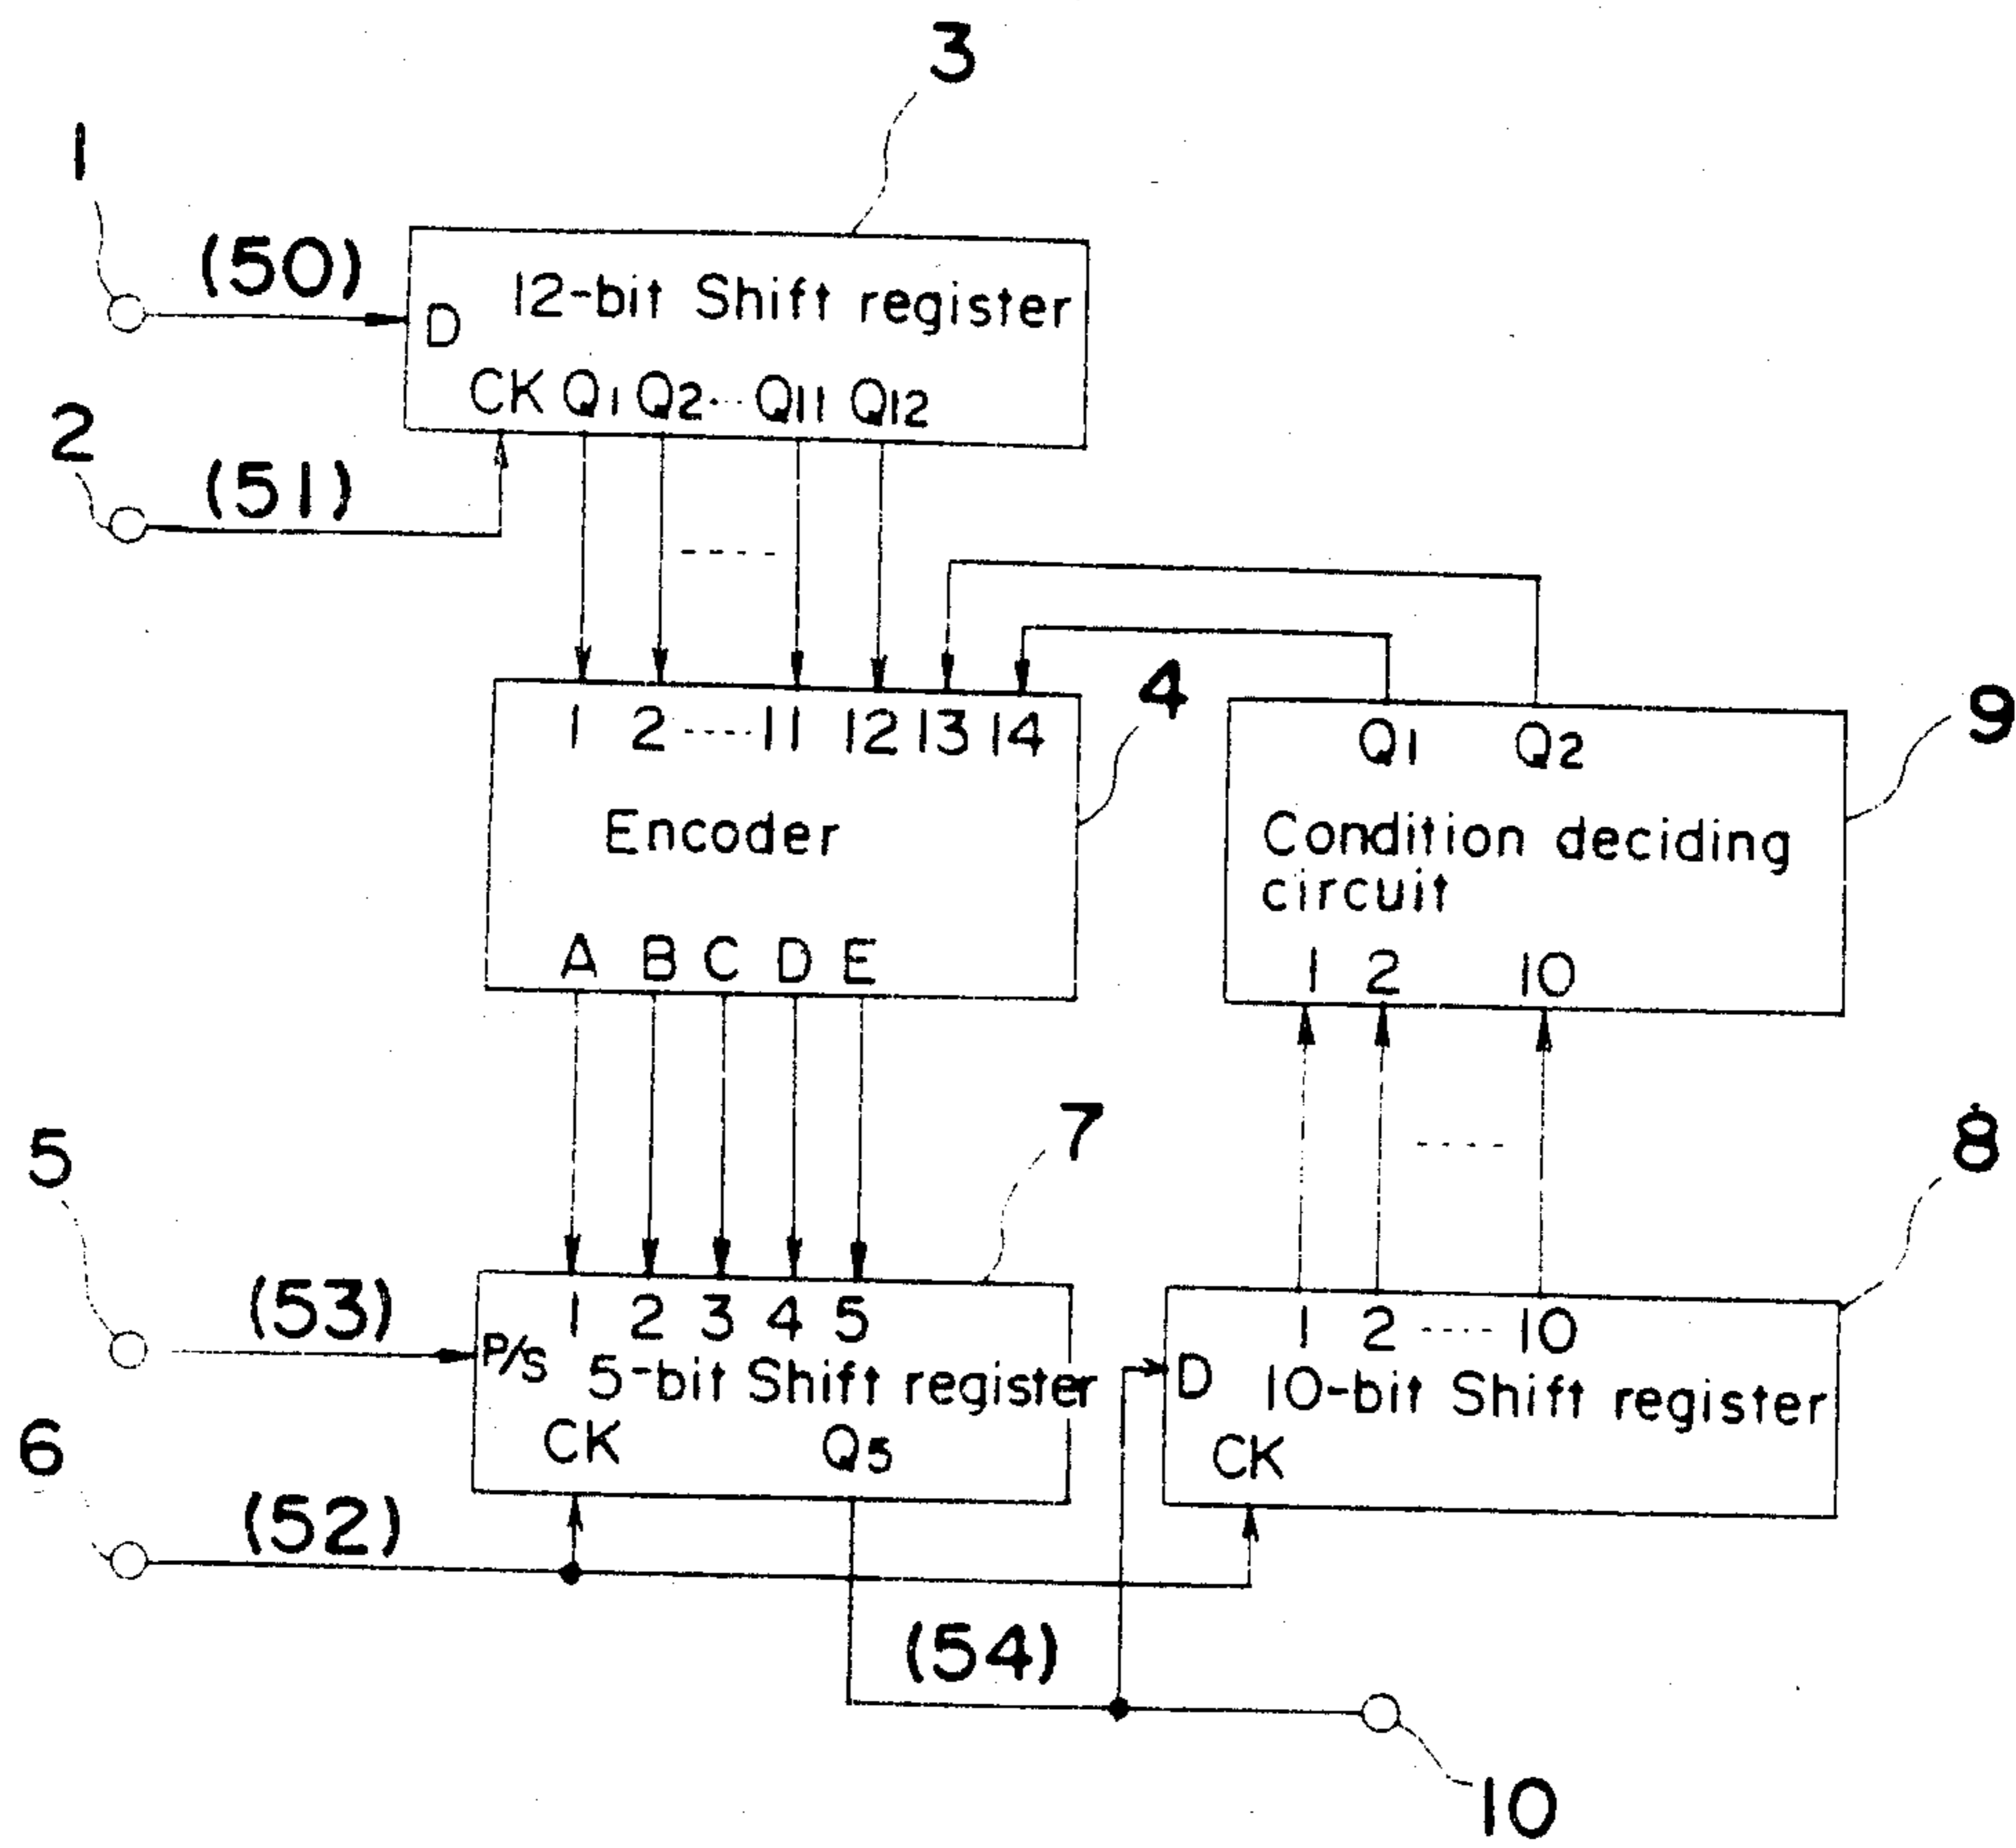 3
1
(50)
12-bit Shift register
D
CK Q1 Q2 ... Q11 Q12
2
(51)
4
1 2 ..... 11 12 13 14
9
Q1 Q2
Encoder
Condition deciding
circuit
A B C D E
1 2 10
7
5
8
(53)
1 2 3 4 5
1 2 ..... 10
P/S
5-bit Shift register
D
10-bit Shift register
CK Q5
CK
6
(52)
(54)
10